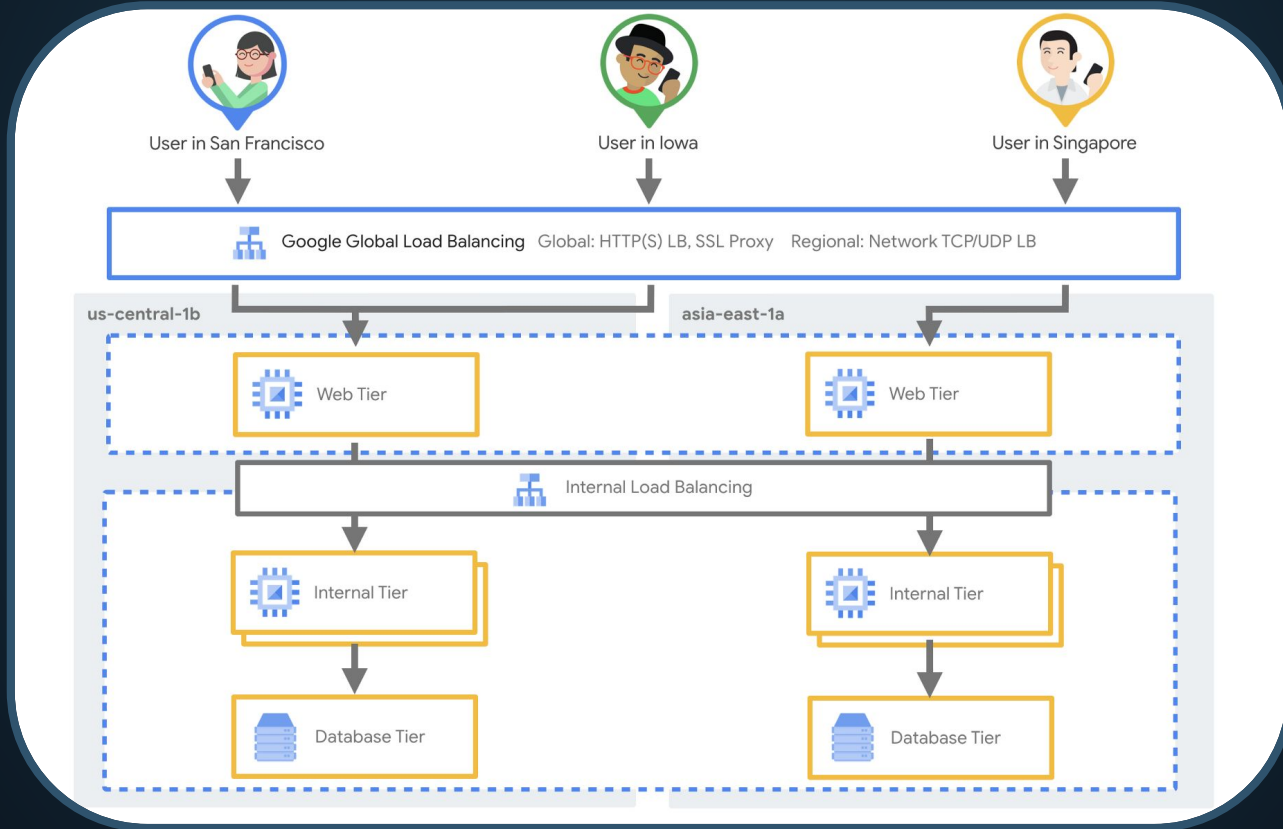 User in San Francisco
User in Iowa
User in Singapore
Google Global Load Balancing Global: HTTP(S) LB, SSL Proxy Regional: Network TCP/UDP LB
us-central-1b
asia-east-1a
Web Tier
Web Tier
Internal Load Balancing
Internal Tier
Internal Tier
Database Tier
Database Tier